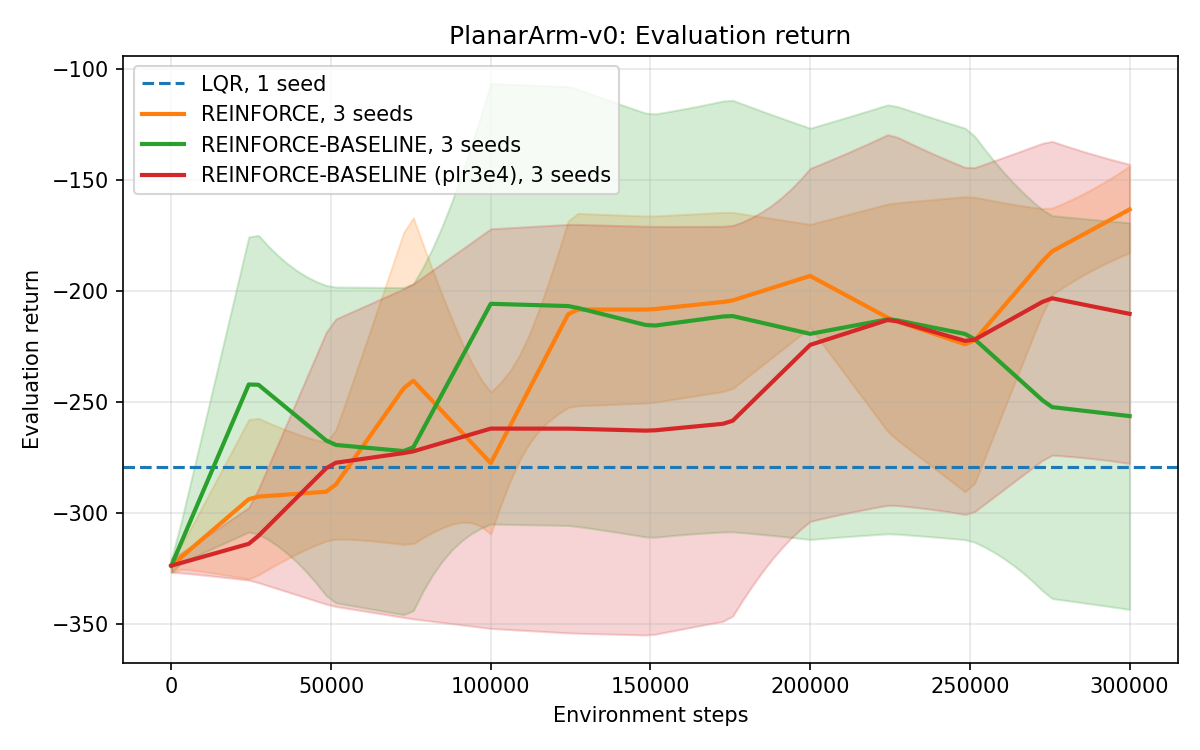 PlanarArm-v0: Evaluation return
LQR, 1 seed
REINFORCE, 3 seeds
REINFORCE-BASELINE, 3 seeds
REINFORCE-BASELINE (plr3e4), 3 seeds
Evaluation return
−100
−150
−200
−250
−300
−350
0
50000
100000
150000
200000
250000
300000
Environment steps